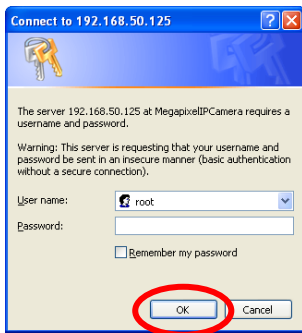 Connect to 192.168.50.125
The server 192.168.50.125 at MegapixelIPCamera requires a
username and password.
Warning: This server is requesting that your username and
password be sent in an insecure manner (basic authentication
without a secure connection).
User name:
root
Password:
Remember my password
OK
Cancel